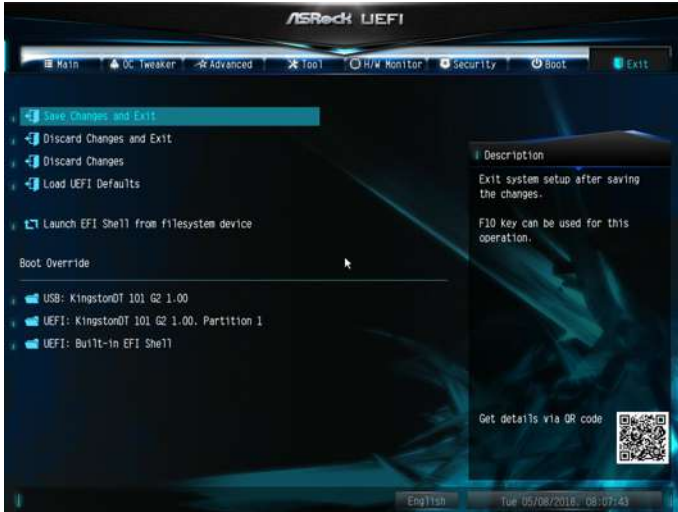 ASRock UEFI
Main OC Tweaker Advanced Tool H/W Monitor Security Boot Exit
Save Changes and Exit
Discard Changes and Exit
Discard Changes
Load UEFI Defaults
Launch EFI Shell from filesystem device
Boot Override
USB: KingstonDT 101 G2 1.00
UEFI: KingstonDT 101 G2 1.00, Partition 1
UEFI: Built-in EFI Shell
Description
Exit system setup after saving
the changes.
F10 key can be used for this
operation.
Get details via QR code
English
Tue 05/08/2018, 08:07:43